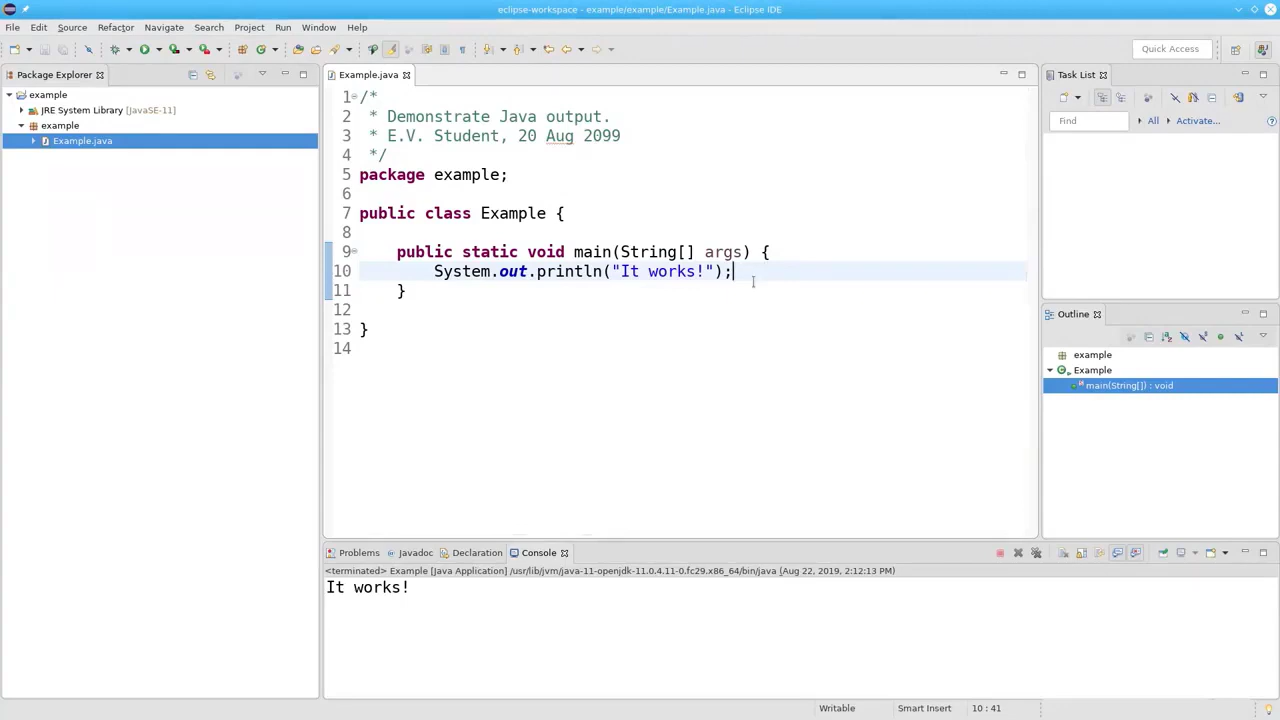 eclipse-workspace - example/example/Example.java - Eclipse IDE
File Edit Source Refactor Navigate Search Project Run Window Help
Quick Access
Package Explorer
example
JRE System Library [JavaSE-11]
example
Example.java
Example.java
1 /*
2 * Demonstrate Java output.
3 * E.V. Student, 20 Aug 2099
4 */
5 package example;
6
7 public class Example {
8
9 public static void main(String[] args) {
10 System.out.println("It works!");
11 }
12
13 }
14
Task List
Find All Activate...
Outline
example
Example
main(String[]) : void
Problems Javadoc Declaration Console
<terminated> Example [Java Application] /usr/lib/jvm/java-11-openjdk-11.0.4.11-0.fc29.x86_64/bin/java (Aug 22, 2019, 2:12:13 PM)
It works!
Writable Smart Insert 10 : 41